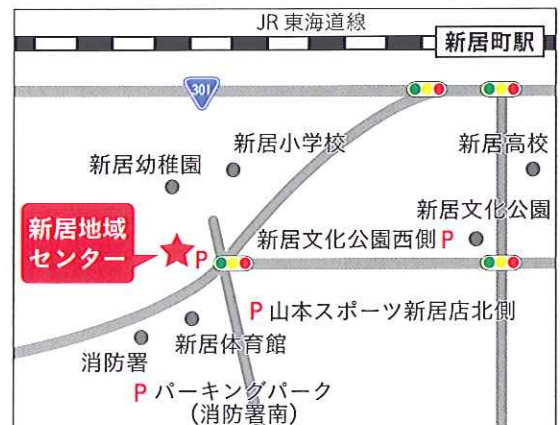 JR東海線
新居町駅
301
新居小学校
新居高校
新居幼稚園
新居文化公園
新居地域
センター
P
新居文化公園西側 P
P 山本スポーツ新居店北側
新居体育館
消防署
P パーキングパーク
(消防署南)